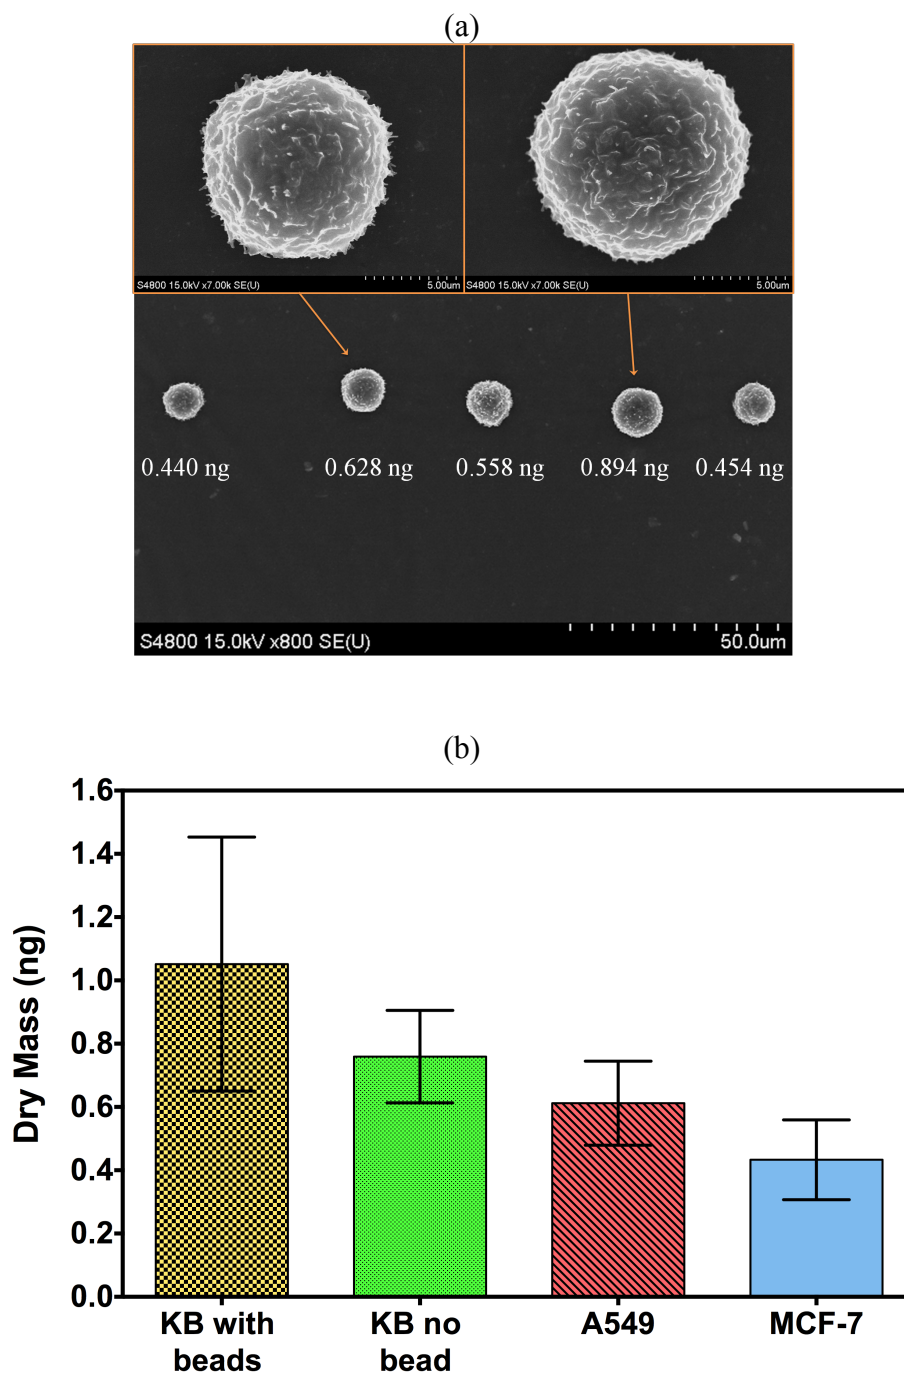 (a)
S4800 15.0kV x7.00k SE(U) 5.00um
S4800 15.0kV x7.00k SE(U) 5.00um
0.440 ng 0.628 ng 0.558 ng 0.894 ng 0.454 ng
S4800 15.0kV x800 SE(U) 50.0um
(b)
Dry Mass (ng)
1.6
1.4
1.2
1.0
0.8
0.6
0.4
0.2
0.0
KB with beads
KB no bead
A549
MCF-7